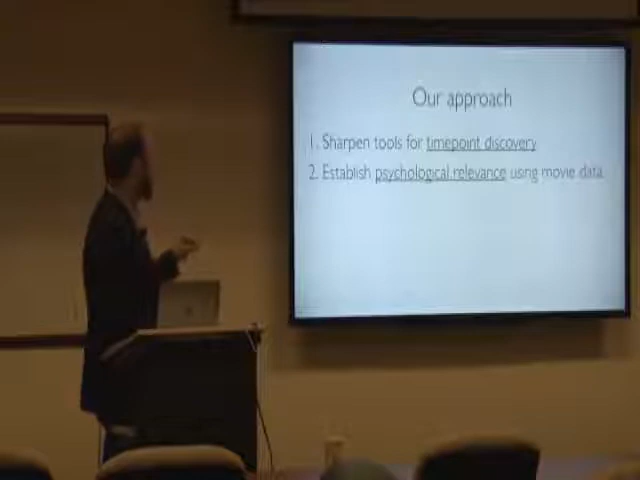 Our approach
1. Sharpen tools for timepoint discovery
2. Establish psychological relevance using movie data